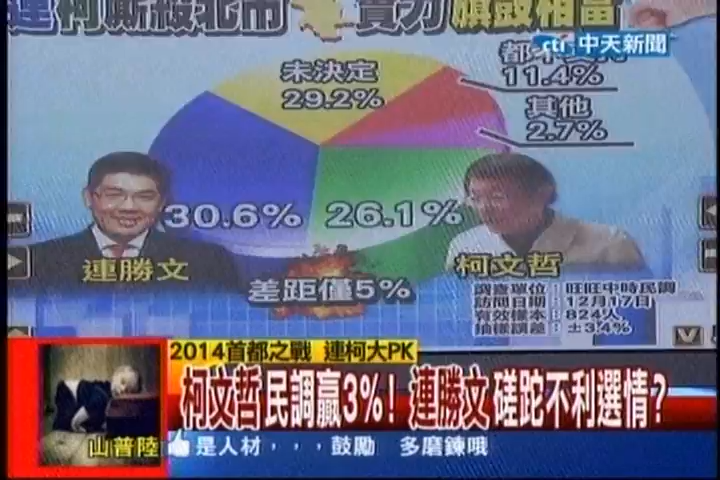 連柯廝殺北市 實力旗鼓相當
cti 中天新聞
未決定
29.2%
11.4%
其他
2.7%
30.6%
26.1%
連勝文
柯文哲
差距僅5%
調查單位：旺旺中時民調
訪問日期：12月17日
有效樣本：824人
抽樣誤差：±3.4%
2014首都之戰 連柯大PK
柯文哲民調贏3%！連勝文磋跎不利選情？
山普陸
是人材，，，鼓勵 多磨鍊哦